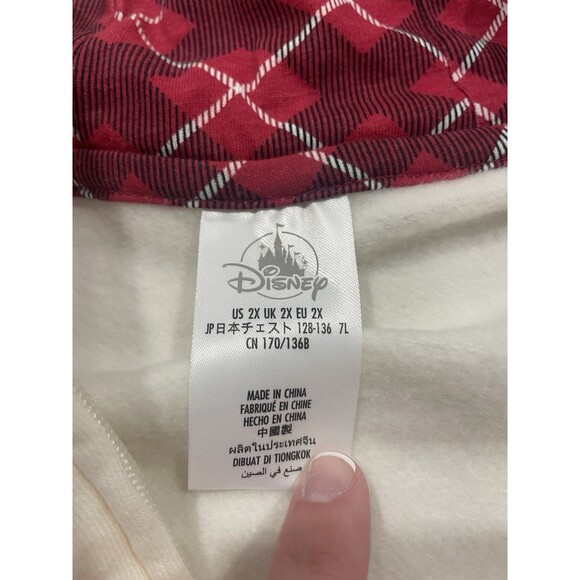 Disney
US 2X UK 2X EU 2X
JP日本チェスト 128-136 7L
CN 170/136B
MADE IN CHINA
FABRIQUÉ EN CHINE
HECHO EN CHINA
中國製
ผลิตในประเทศจีน
DIBUAT DI TIONGKOK
صنع في الصين